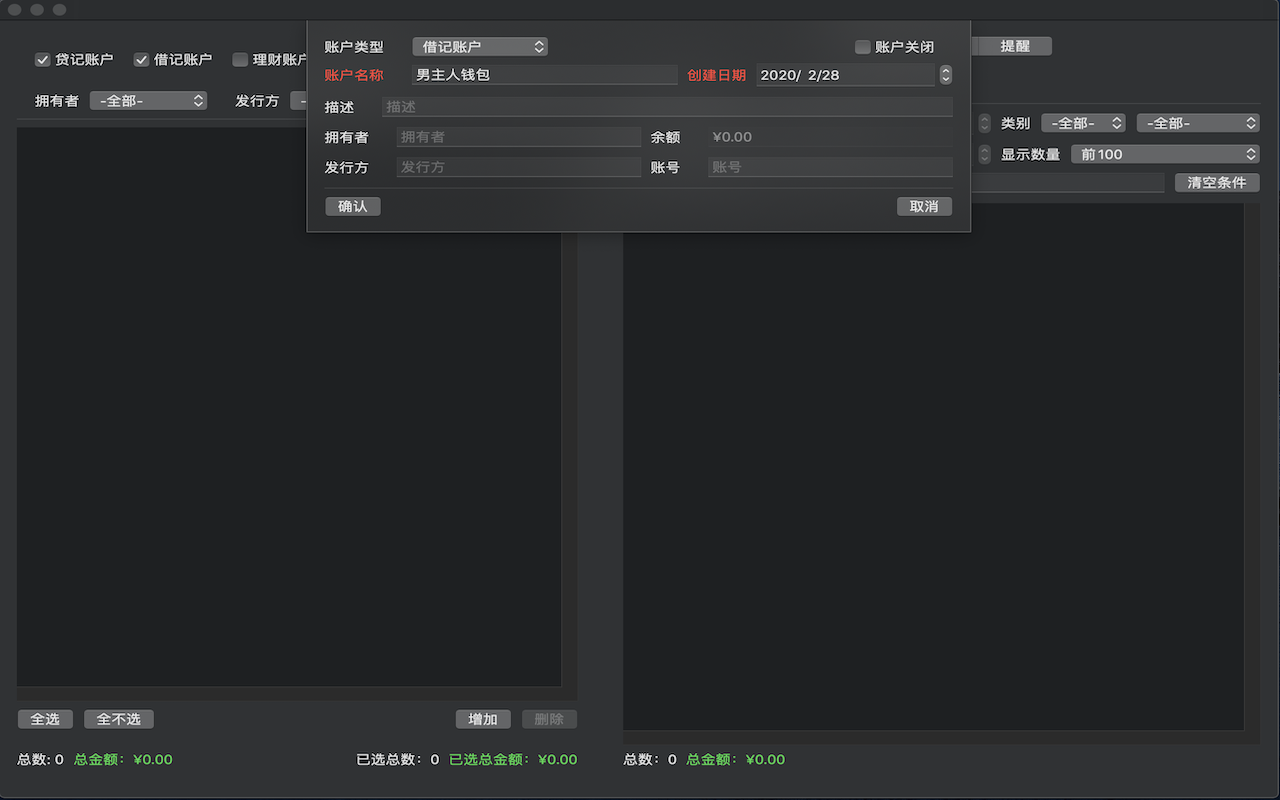 账户类型 借记账户 账户关闭 提醒
贷记账户 借记账户 理财账户
账户名称 男主人钱包 创建日期 2020/ 2/28
拥有者 -全部- 发行方 -
描述 描述
类别 -全部- -全部-
拥有者 拥有者 余额 ¥0.00
显示数量 前100
发行方 发行方 账号 账号
清空条件
确认 取消
全选 全不选 增加 删除
总数: 0 总金额: ¥0.00 已选总数: 0 已选总金额: ¥0.00 总数: 0 总金额: ¥0.00